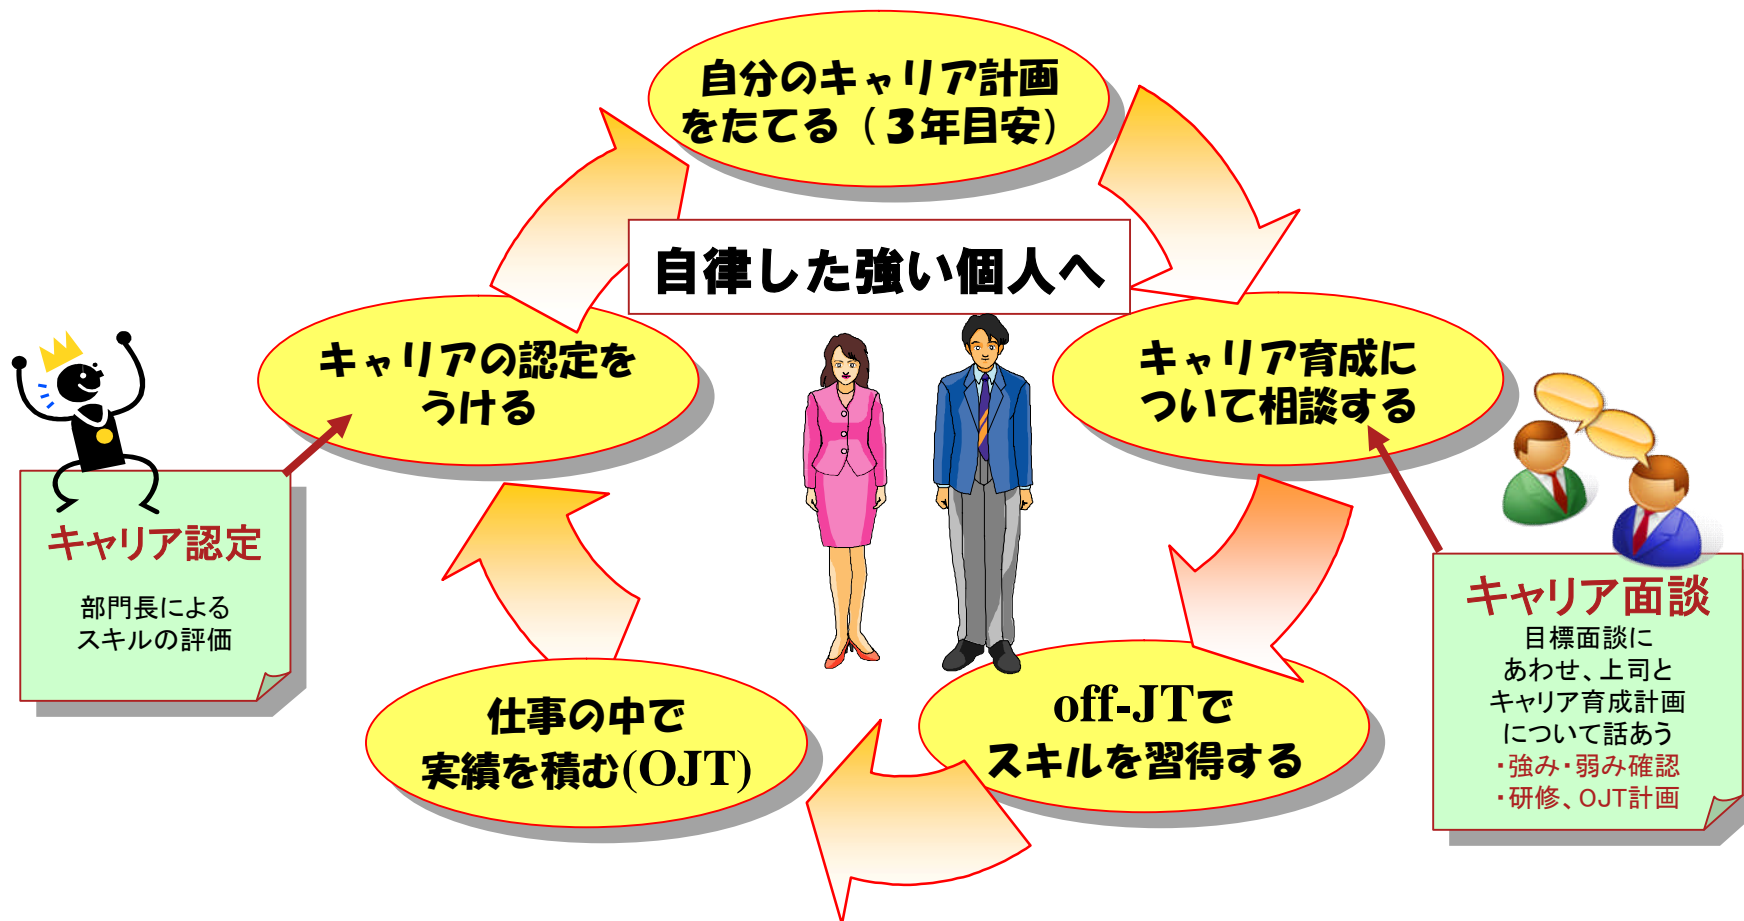 自分のキャリア計画
をたてる（３年目安）
自律した強い個人へ
キャリア育成に
ついて相談する
キャリア面談
目標面談に
あわせ、上司と
キャリア育成計画
について話あう
・強み・弱み確認
・研修、OJT計画
off-JTで
スキルを習得する
仕事の中で
実績を積む(OJT)
キャリアの認定を
うける
キャリア認定
部門長による
スキルの評価